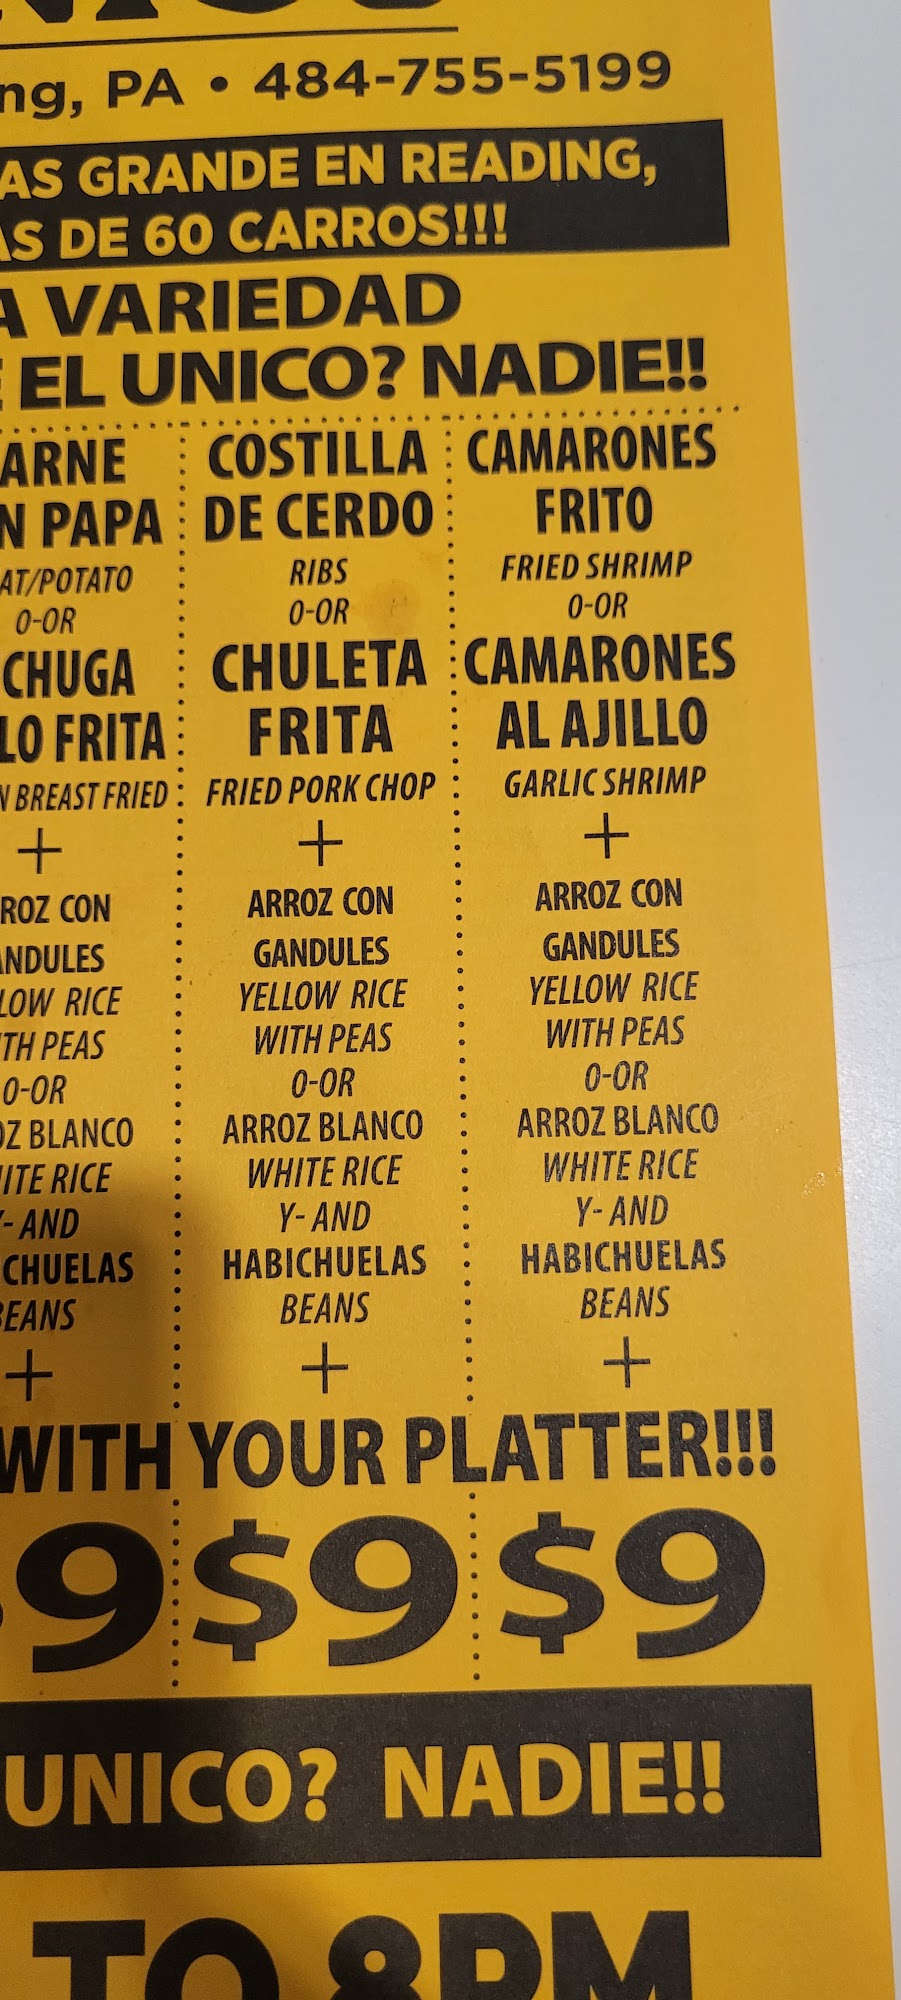 ng, PA • 484-755-5199
AS GRANDE EN READING,
AS DE 60 CARROS!!!
A VARIEDAD
E EL UNICO? NADIE!!
ARNE
N PAPA
AT/POTATO
O-OR
CHUGA
LO FRITA
N BREAST FRIED
+
ROZ CON
ANDULES
LOW RICE
TH PEAS
O-OR
OZ BLANCO
ITE RICE
Y- AND
CHUELAS
BEANS
+
COSTILLA
DE CERDO
RIBS
O-OR
CHULETA
FRITA
FRIED PORK CHOP
+
ARROZ CON
GANDULES
YELLOW RICE
WITH PEAS
O-OR
ARROZ BLANCO
WHITE RICE
Y- AND
HABICHUELAS
BEANS
+
CAMARONES
FRITO
FRIED SHRIMP
O-OR
CAMARONES
AL AJILLO
GARLIC SHRIMP
+
ARROZ CON
GANDULES
YELLOW RICE
WITH PEAS
O-OR
ARROZ BLANCO
WHITE RICE
Y- AND
HABICHUELAS
BEANS
+
WITH YOUR PLATTER!!!
$9 $9 $9
UNICO? NADIE!!
TO 8PM